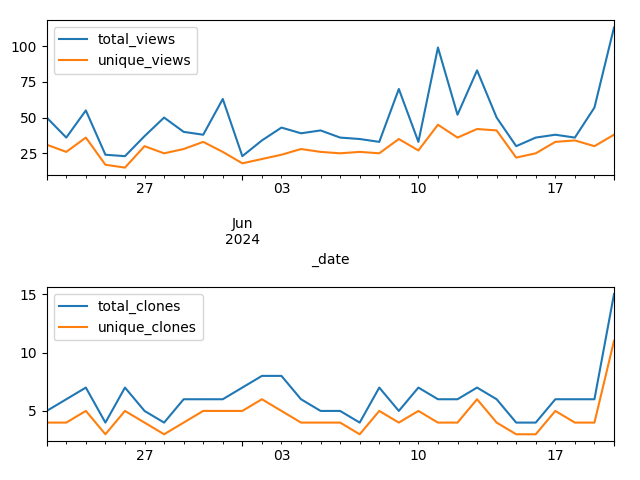 total_views
unique_views
100
75
50
25
27 03 10 17
Jun
2024
_date
total_clones
unique_clones
15
10
5
27 03 10 17